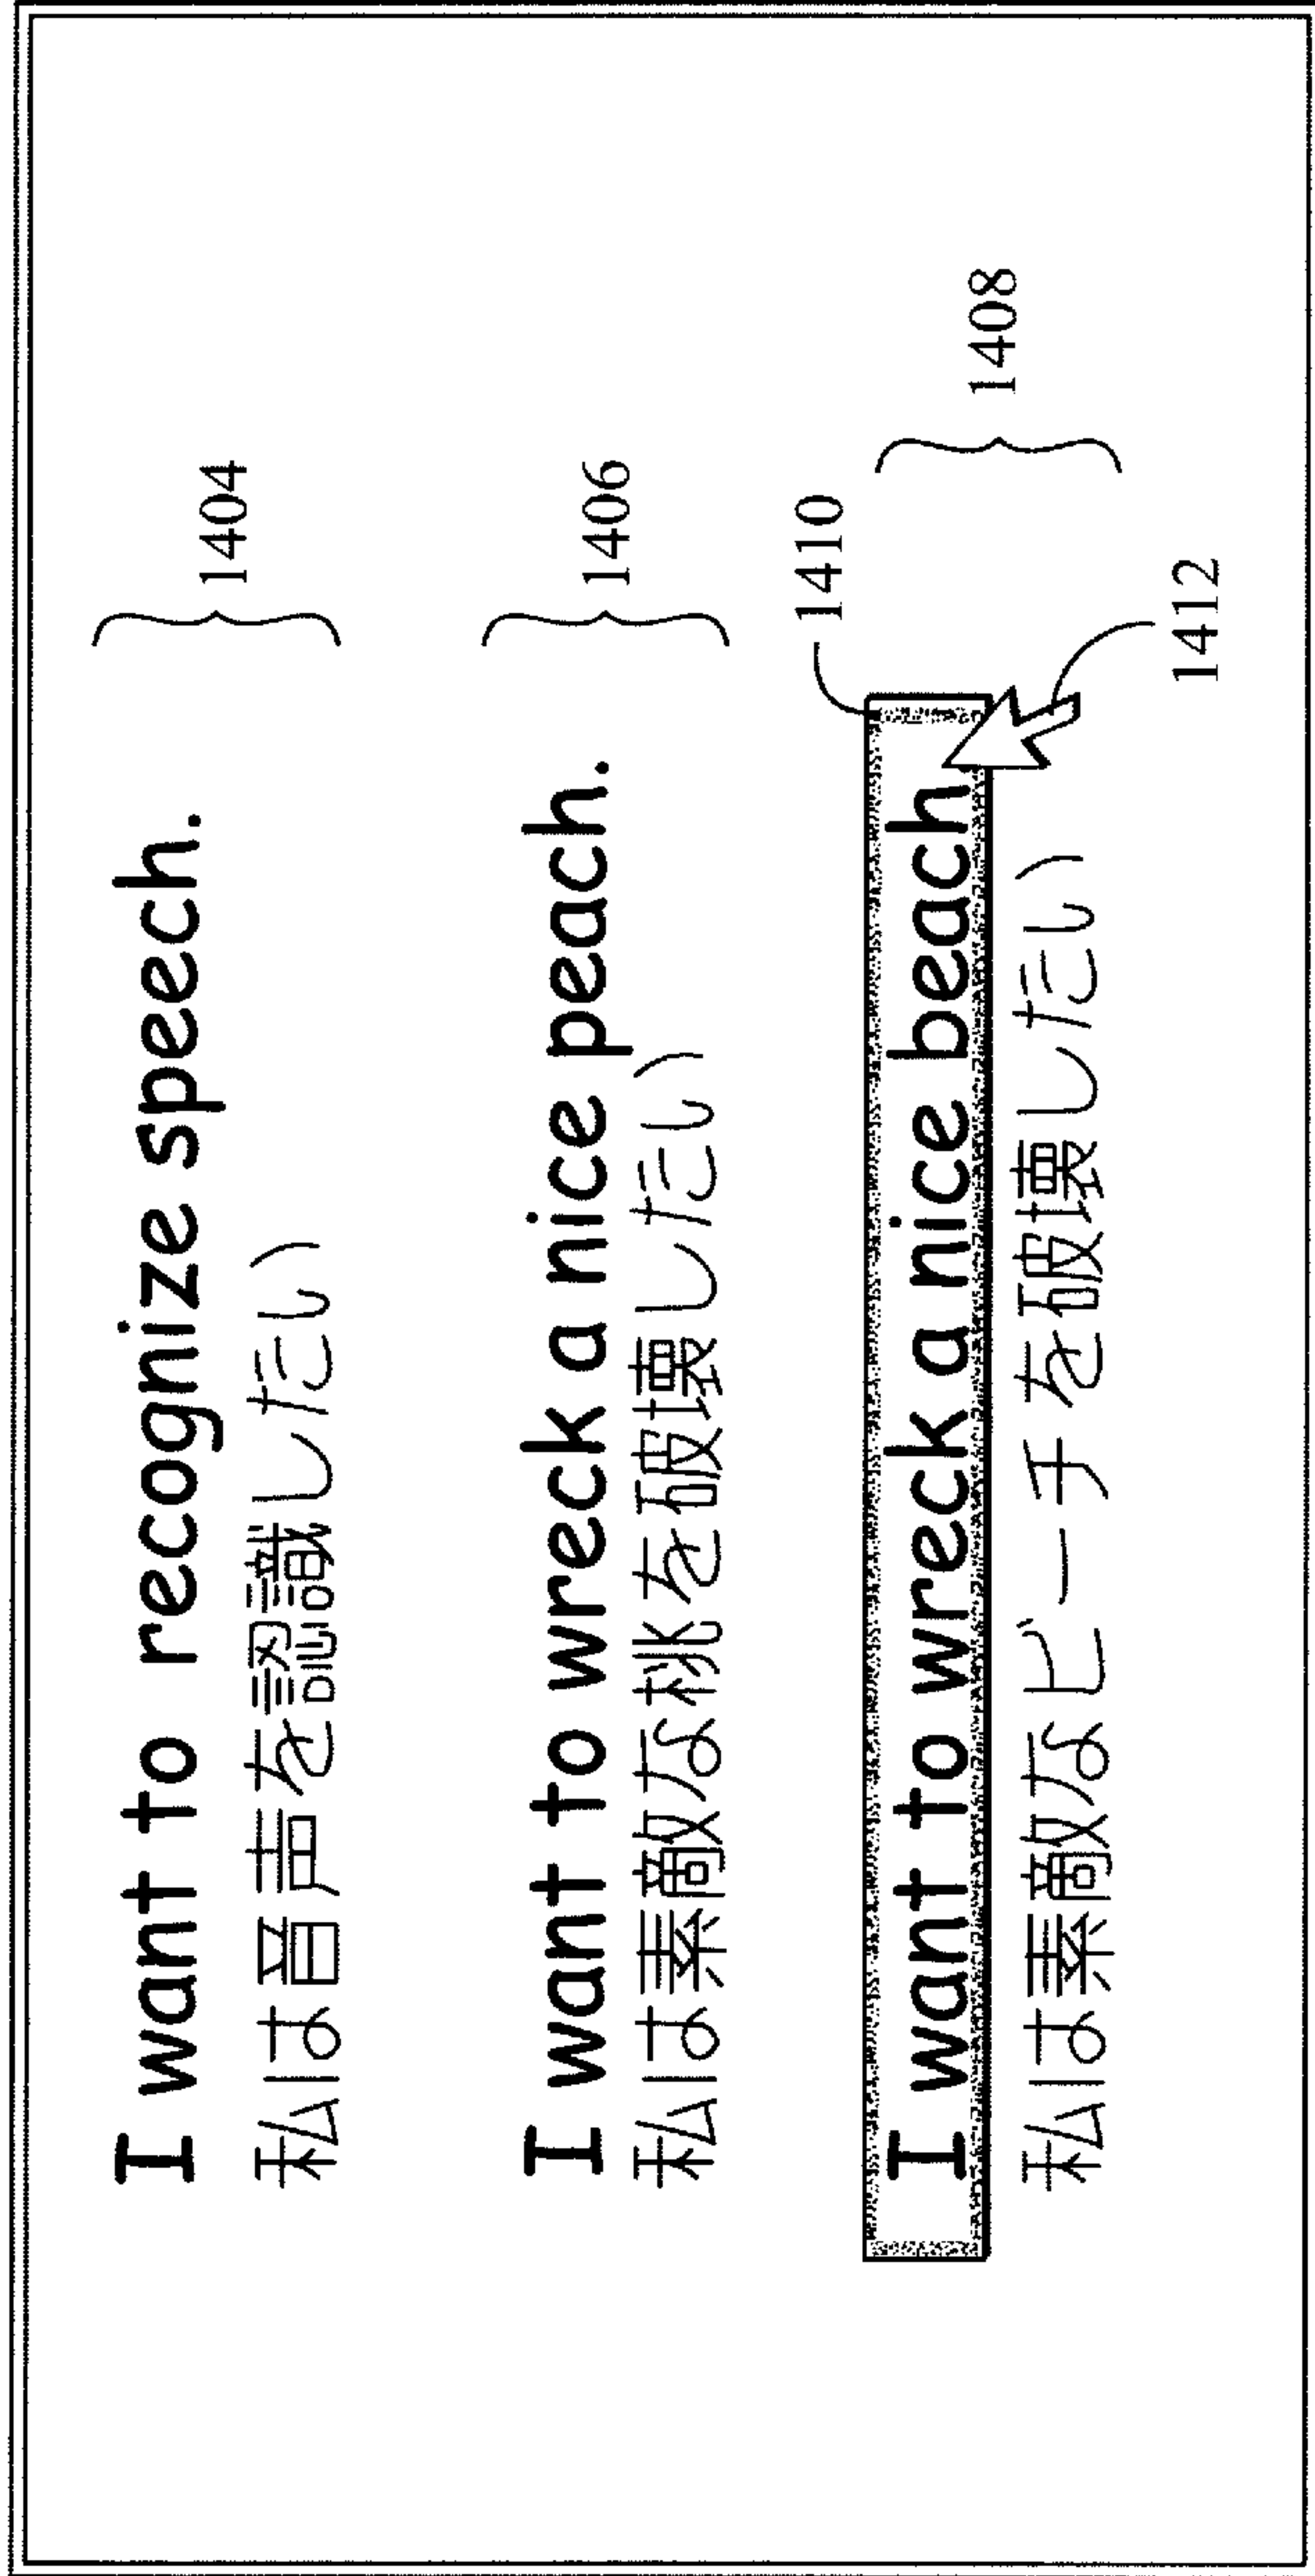 I want to recognize speech.
私は音声を認識したい
1404
I want to wreck a nice peach.
私は素敵な桃を破壊したい
1406
1410
I want to wreck a nice beach
私は素敵なビーチを破壊したい
1408
1412